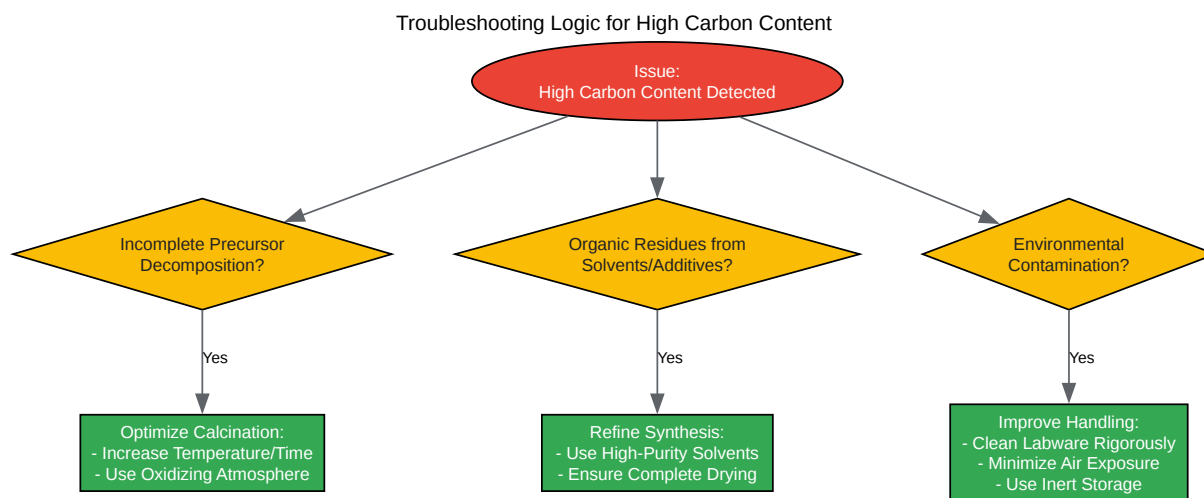 Troubleshooting Logic for High Carbon Content
Issue:
High Carbon Content Detected
Incomplete Precursor
Decomposition?
Organic Residues from
Solvents/Additives?
Environmental
Contamination?
Yes
Yes
Yes
Optimize Calcination:
- Increase Temperature/Time
- Use Oxidizing Atmosphere
Refine Synthesis:
- Use High-Purity Solvents
- Ensure Complete Drying
Improve Handling:
- Clean Labware Rigorously
- Minimize Air Exposure
- Use Inert Storage